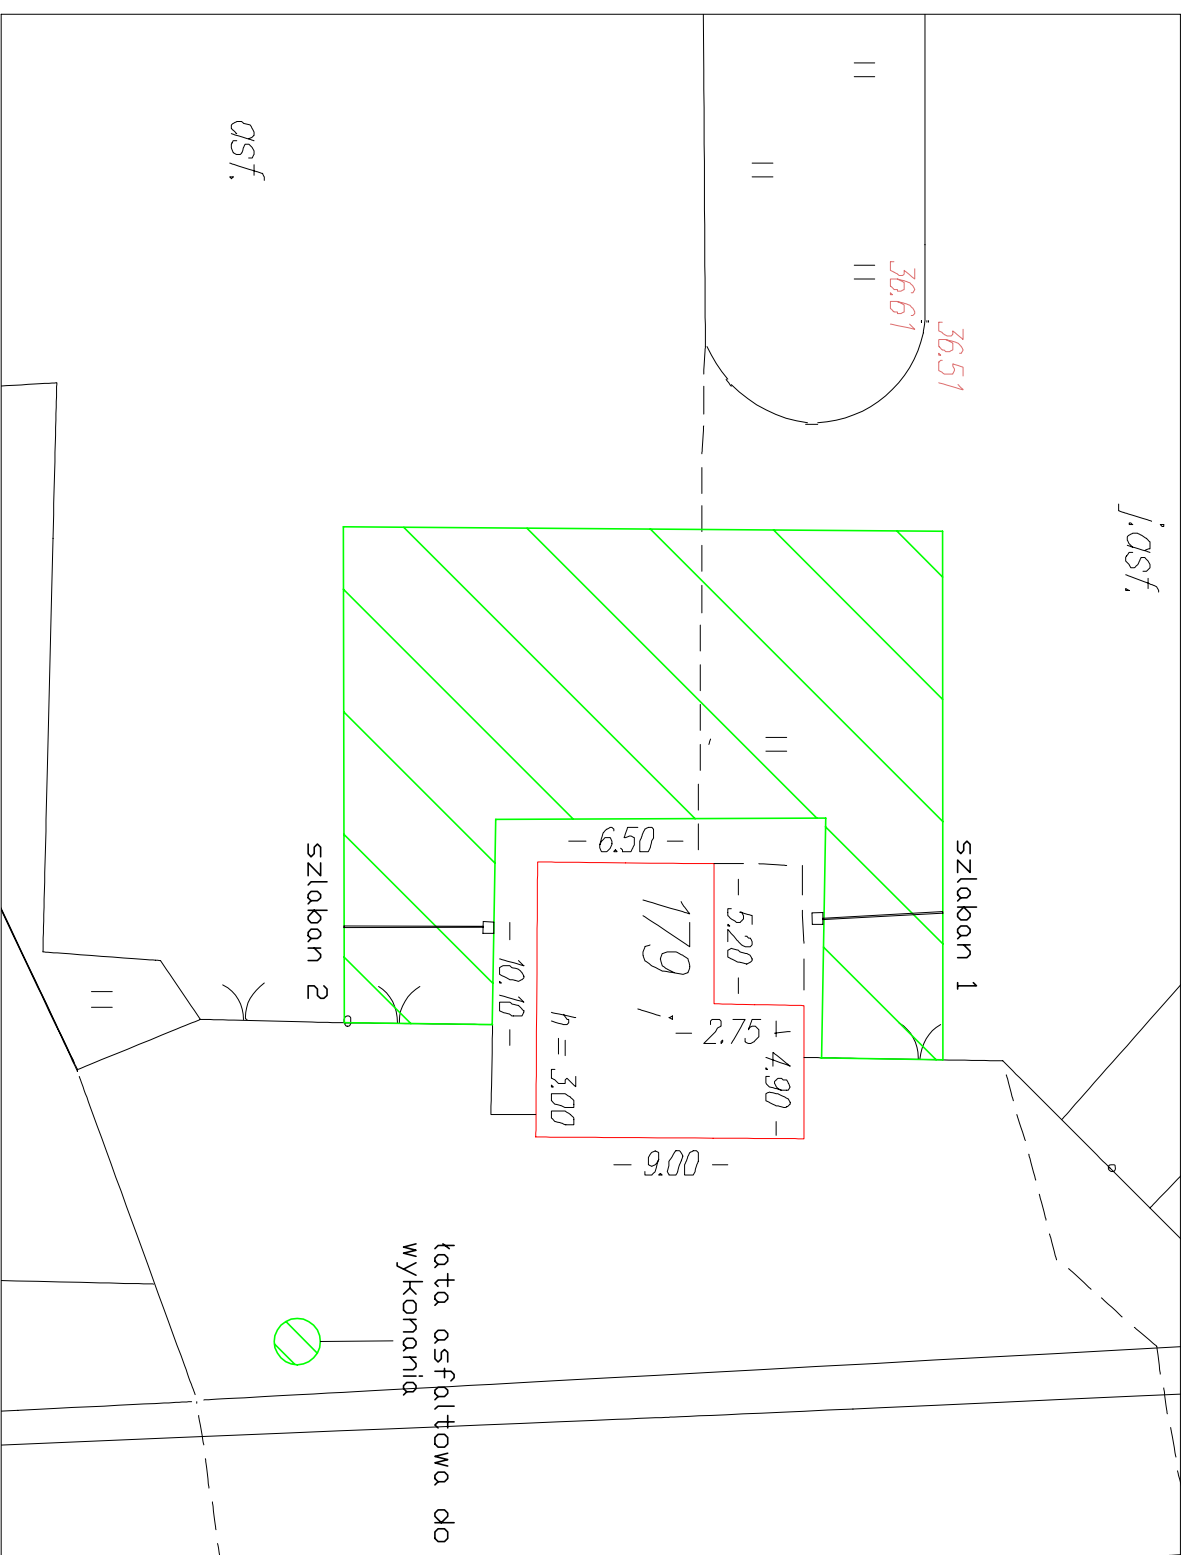 j.asf.
36.51
36.61
asf.
szlaban 1
- 6.50 -
- 5.20 -
179
i
- 2.75 -
- 4.90 -
- 10.10 -
h = 3.00
- 9.00 -
szlaban 2
łata asfaltowa do
wykonania